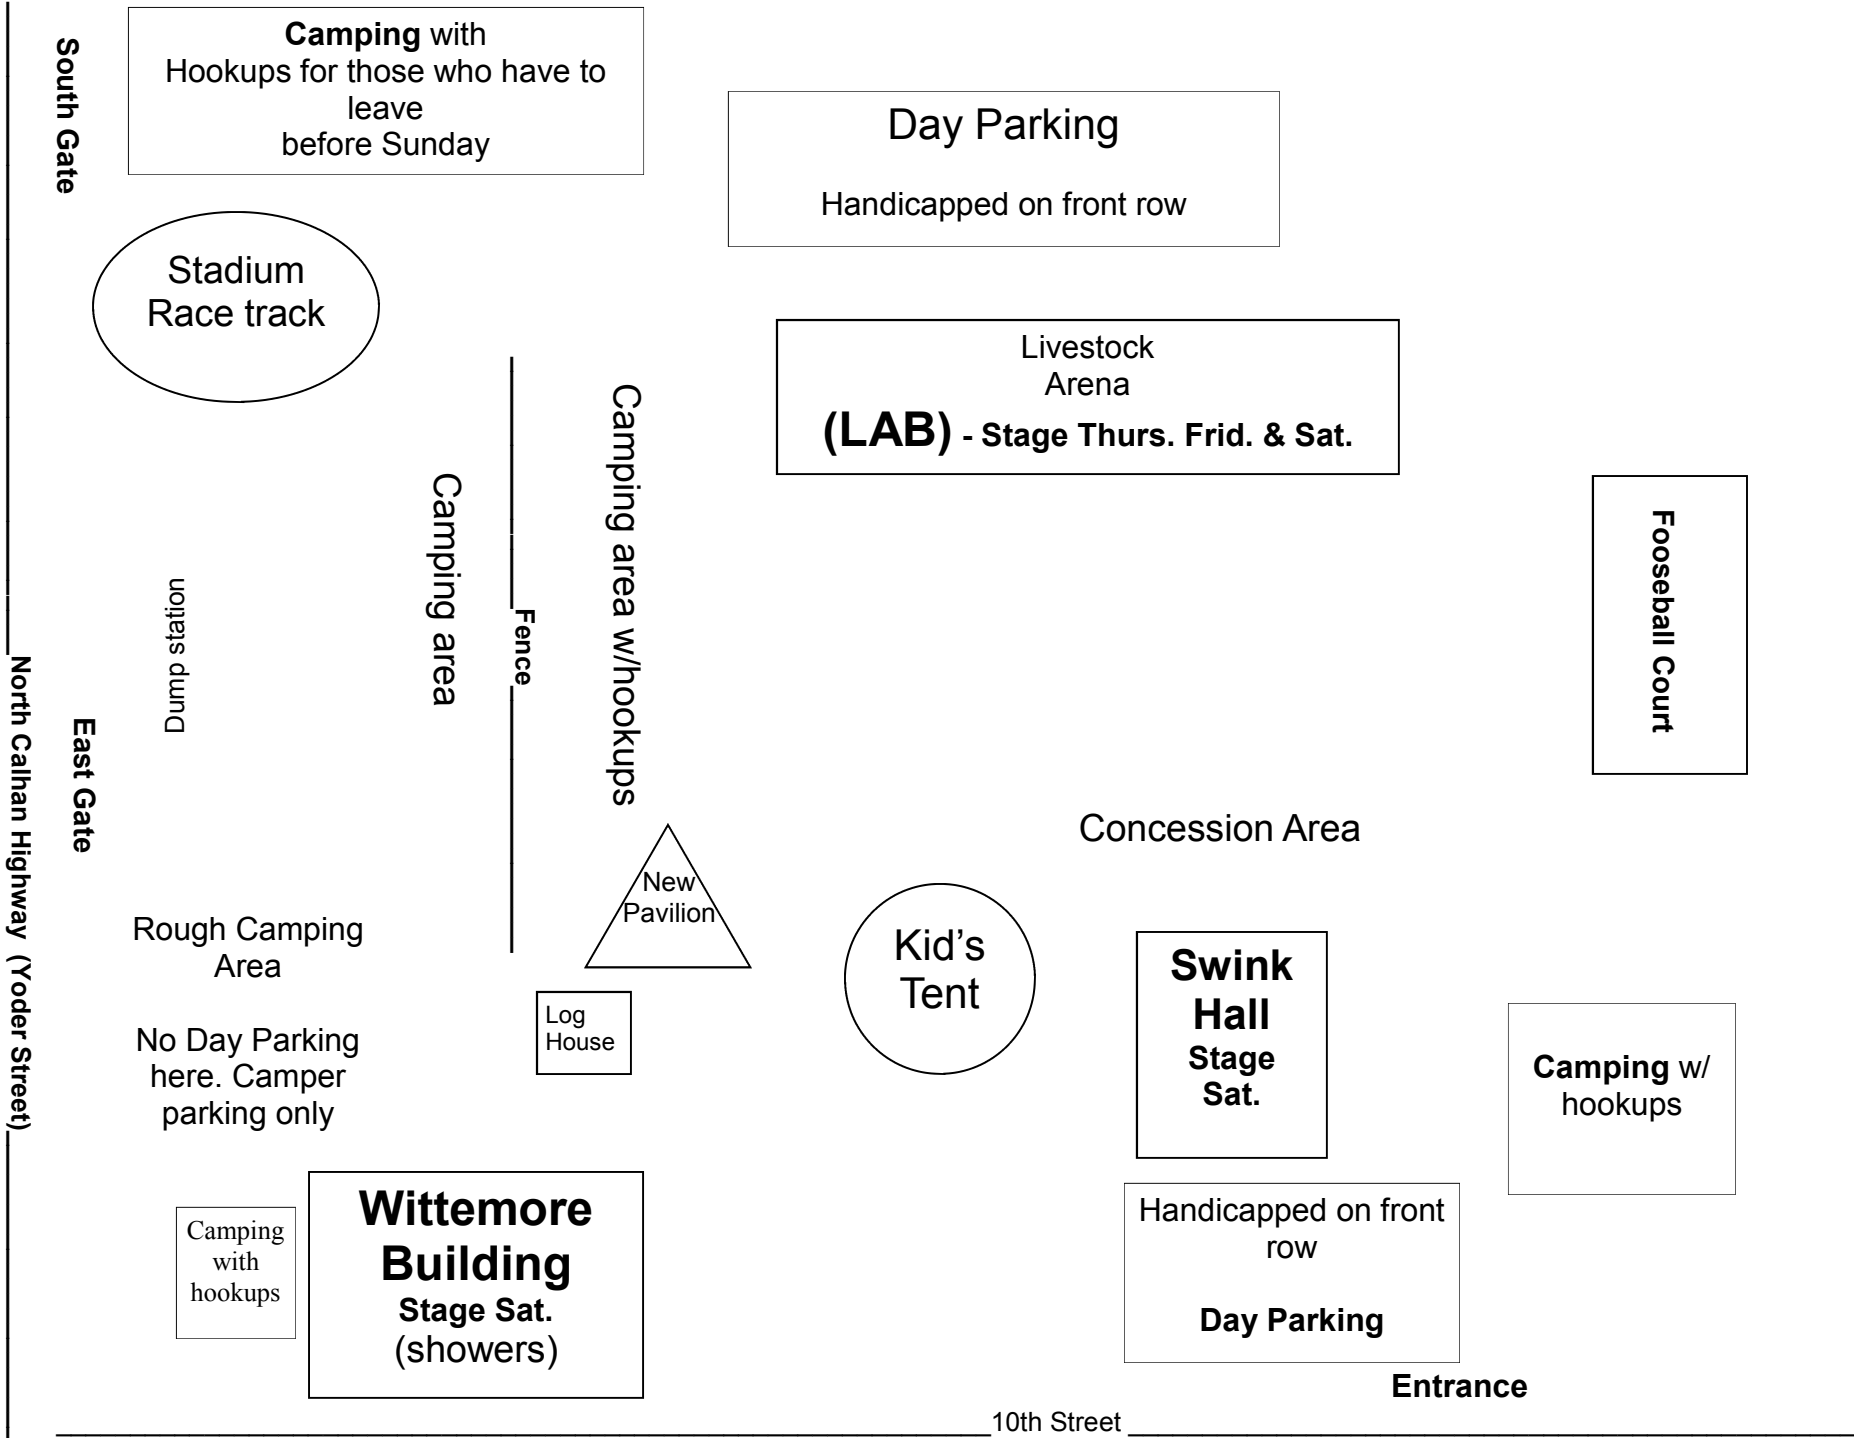 South Gate
Camping with
Hookups for those who have to
leave
before Sunday
Day Parking
Handicapped on front row
Stadium
Race track
Livestock
Arena
(LAB) - Stage Thurs. Frid. & Sat.
Camping area w/hookups
Camping area
Fence
Dump station
Fooseball Court
North Calhan Highway (Yoder Street)
East Gate
Concession Area
New
Pavilion
Rough Camping
Area
No Day Parking
here. Camper
parking only
Log
House
Kid’s
Tent
Swink
Hall
Stage
Sat.
Camping w/
hookups
Camping
with
hookups
Wittemore
Building
Stage Sat.
(showers)
Handicapped on front
row
Day Parking
Entrance
10th Street